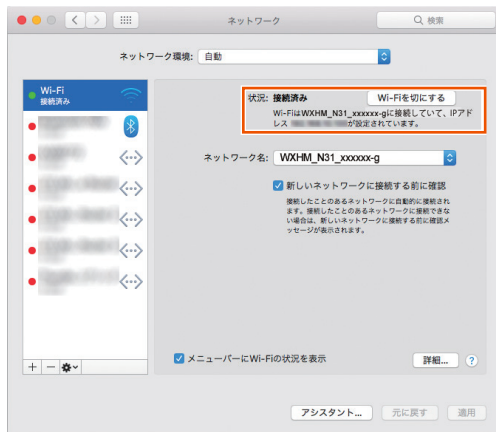 ネットワーク
検索
ネットワーク環境: 自動
Wi-Fi
接続済み
状況: 接続済み
Wi-Fiを切にする
Wi-FiはWXHM_N31_xxxxxx-gに接続していて、IPアド
レス が設定されています。
ネットワーク名: WXHM_N31_xxxxxx-g
新しいネットワークに接続する前に確認
接続したことのあるネットワークに自動的に接続され
ます。接続したことのあるネットワークに接続できな
い場合は、新しいネットワークに接続する前に確認メ
ッセージが表示されます。
メニューバーにWi-Fiの状況を表示
詳細... ?
アシスタント... 元に戻す 適用